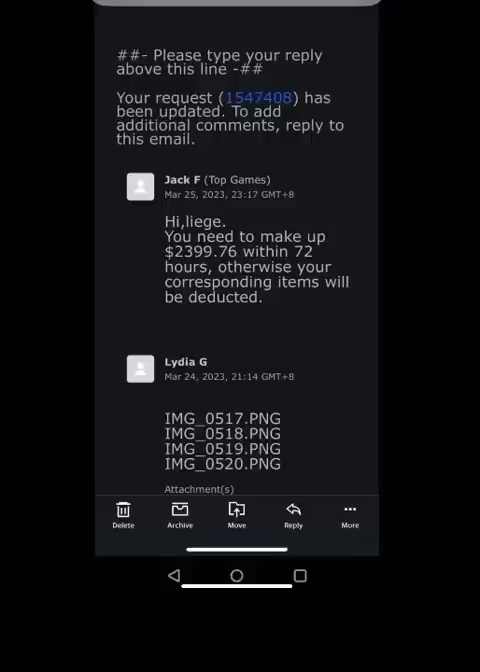 ##- Please type your reply
above this line -##
Your request (1547408) has
been updated. To add
additional comments, reply to
this email.
Jack F (Top Games)
Mar 25, 2023, 23:17 GMT+8
Hi,liege.
You need to make up
$2399.76 within 72
hours, otherwise your
corresponding items will
be deducted.
Lydia G
Mar 24, 2023, 21:14 GMT+8
IMG_0517.PNG
IMG_0518.PNG
IMG_0519.PNG
IMG_0520.PNG
Attachment(s)
Delete Archive Move Reply More